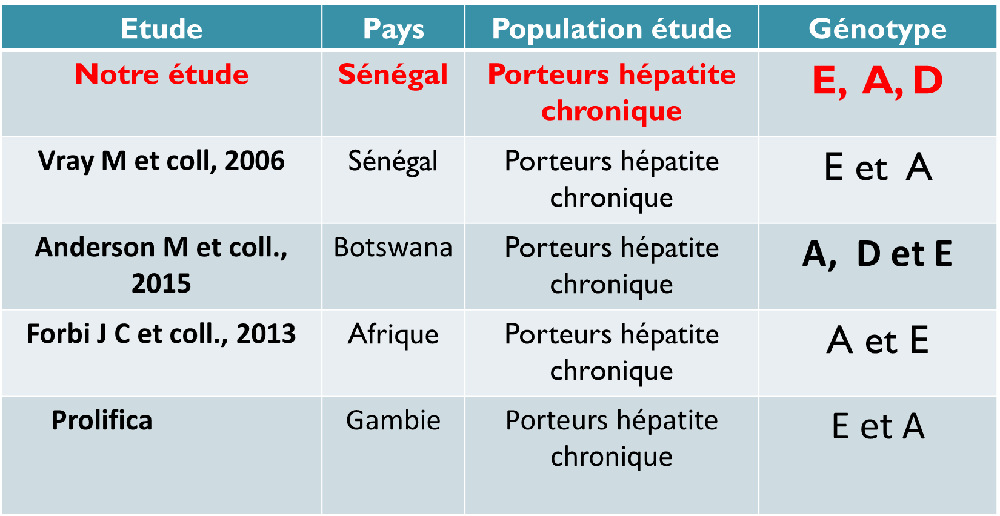 Etude Pays Population étude Génotype
Notre étude Sénégal Porteurs hépatite E, A, D
chronique
Vray M et coll, 2006 Sénégal Porteurs hépatite E et A
chronique
Anderson M et coll., Botswana Porteurs hépatite A, D et E
2015 chronique
Forbi J C et coll., 2013 Afrique Porteurs hépatite A et E
chronique
Prolifica Gambie Porteurs hépatite E et A
chronique